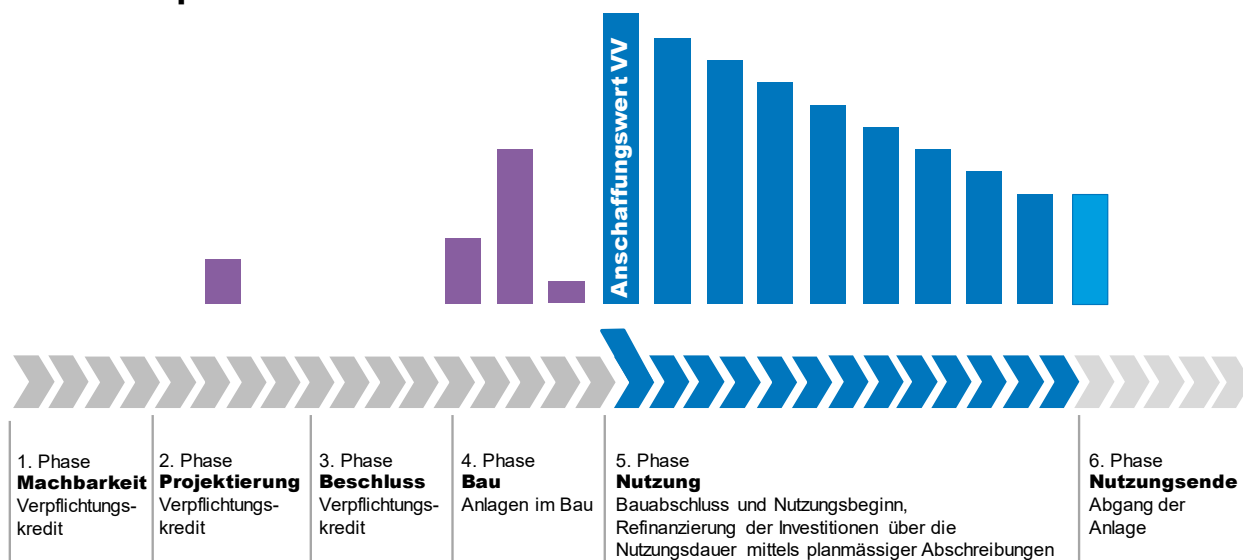 Anschaffungswert VV
1. Phase
Machbarkeit
Verpflichtungs-
kredit
2. Phase
Projektierung
Verpflichtungs-
kredit
3. Phase
Beschluss
Verpflichtungs-
kredit
4. Phase
Bau
Anlagen im Bau
5. Phase
Nutzung
Bauabschluss und Nutzungsbeginn,
Refinanzierung der Investitionen über die
Nutzungsdauer mittels planmässiger Abschreibungen
6. Phase
Nutzungsende
Abgang der
Anlage